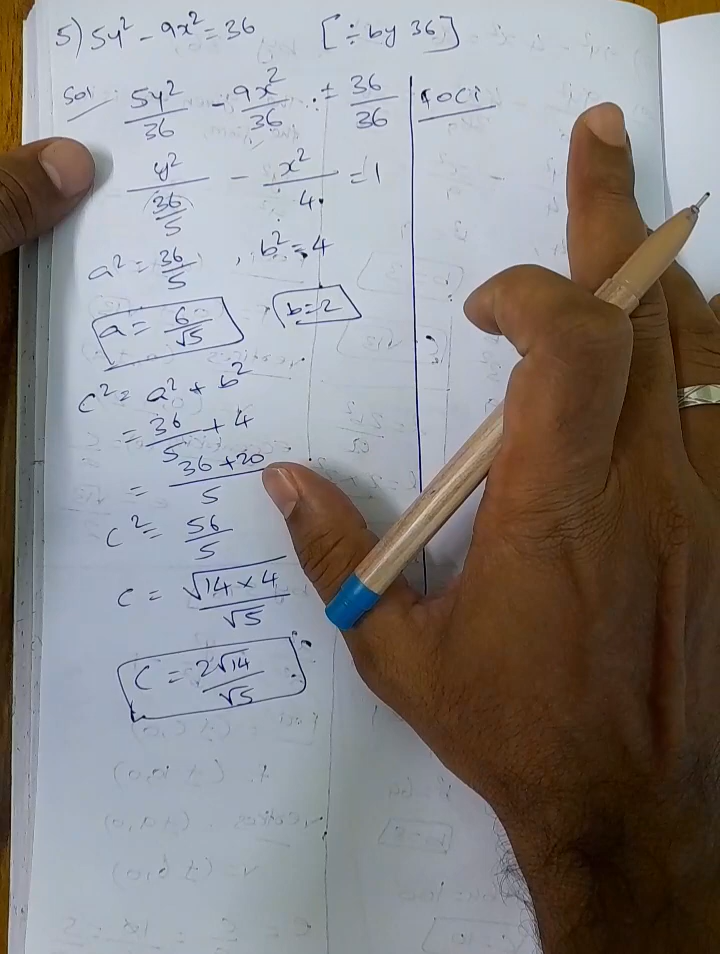 5) 5y² - 9x² = 36 [÷ by 36]
Sol 5y²/36 - 9x²/36 = 36/36
y²/(36/5) - x²/4 = 1
a² = 36/5 , b² = 4
a = 6/√5 b = 2
c² = a² + b²
= 36/5 + 4
= (36+20)/5
c² = 56/5
c = √(14×4)/√5
c = 2√14/√5
foci